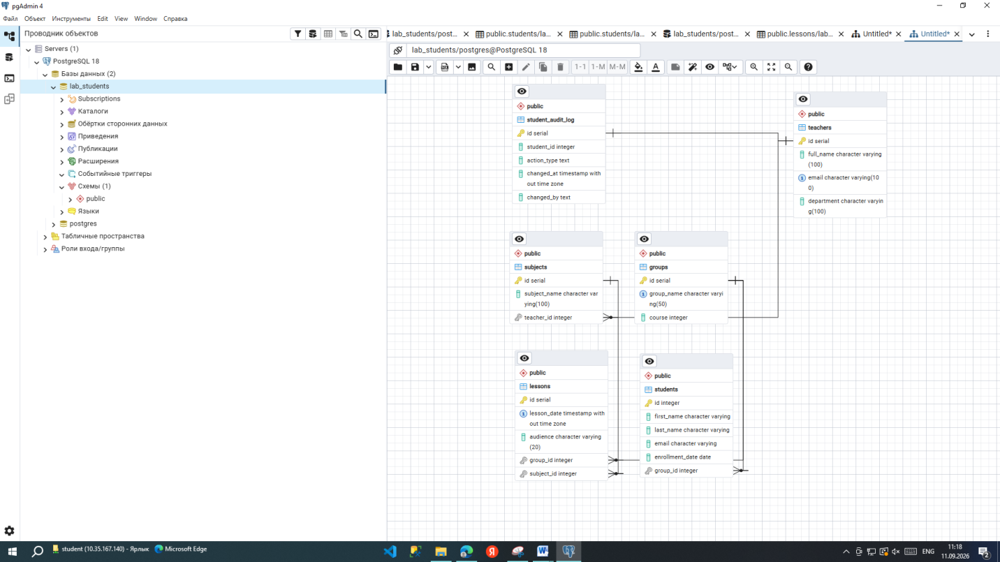 pgAdmin 4
Файл Объект Инструменты Edit View Window Справка
Проводник объектов
lab_students/post... public.students/la... public.students/la... lab_students/post... public.lessons/lab... Untitled* Untitled*
Servers (1)
PostgreSQL 18
Базы данных (2)
lab_students
Subscriptions
Каталоги
Обёртки сторонних данных
Приведения
Публикации
Расширения
Событийные триггеры
Схемы (1)
public
Языки
postgres
Табличные пространства
Роли входа/группы
lab_students/postgres@PostgreSQL 18
1-1 1-M M-M
public
student_audit_log
id serial
student_id integer
action_type text
changed_at timestamp with
out time zone
changed_by text
public
teachers
id serial
full_name character varying
(100)
email character varying(10
0)
department character varyin
g(100)
public
subjects
id serial
subject_name character var
ying(100)
teacher_id integer
public
groups
id serial
group_name character varyi
ng(50)
course integer
public
lessons
id serial
lesson_date timestamp with
out time zone
audience character varying
(20)
group_id integer
subject_id integer
public
students
id integer
first_name character varying
last_name character varying
email character varying
enrollment_date date
group_id integer
student (10.35.167.140) - Ярлык Microsoft Edge
ENG
11:18
11.09.2026
2